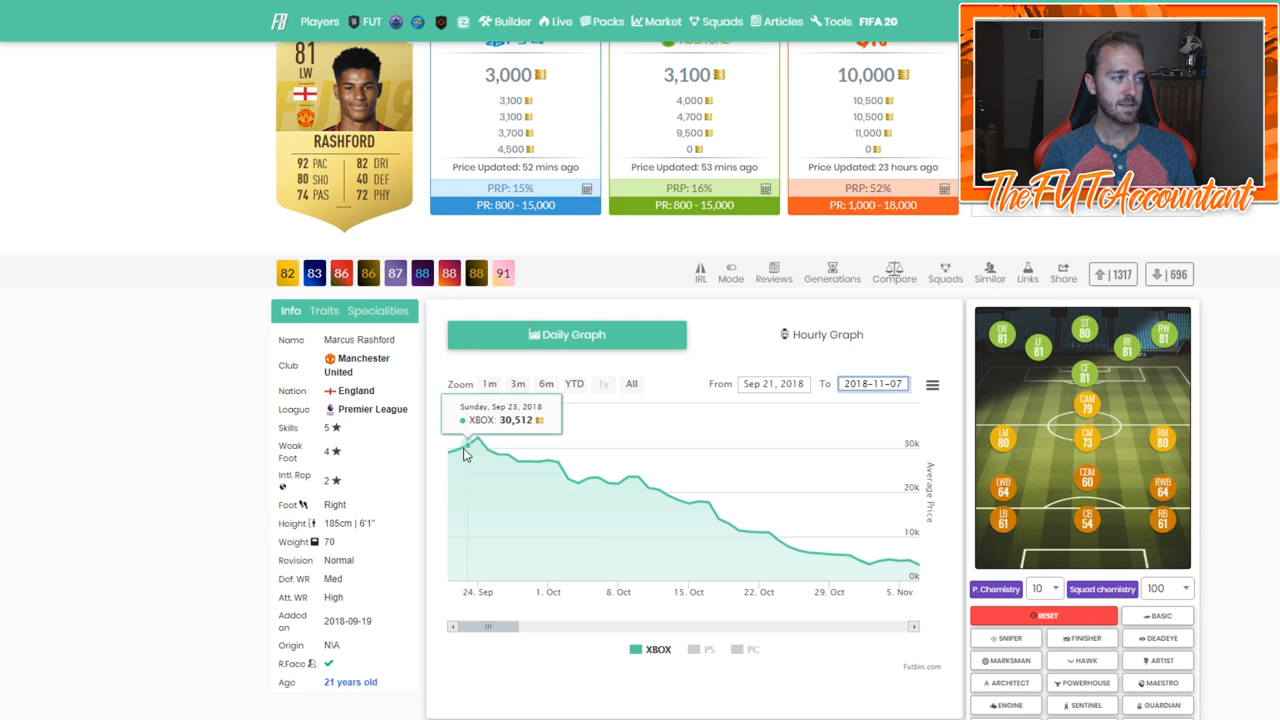 Players FUT Builder Live Packs Market Squads Articles Tools FIFA 20
81
LW
RASHFORD
92 PAC 82 DRI
80 SHO 40 DEF
74 PAS 72 PHY
3,000
3,100
3,100
3,700
4,500
Price Updated: 52 mins ago
PRP: 15%
PR: 800 - 15,000
3,100
4,000
4,700
9,500
0
Price Updated: 53 mins ago
PRP: 16%
PR: 800 - 15,000
10,000
10,500
10,500
11,000
0
Price Updated: 23 hours ago
PRP: 52%
PR: 1,000 - 18,000
TheFUTAccountant
82 83 86 86 87 88 88 88 91
IRL Mode Reviews Generations Compare Squads Similar Links Share
1317
696
Info Traits Specialities
Name Marcus Rashford
Club Manchester United
Nation England
League Premier League
Skills 5
Weak Foot 4
Intl. Rep 2
Foot Right
Height 185cm | 6'1"
Weight 70
Revision Normal
Def. WR Med
Att. WR High
Added on 2018-09-19
Origin N\A
R.Face
Age 21 years old
Daily Graph
Hourly Graph
Zoom 1m 3m 6m YTD 1y All
From Sep 21, 2018 To 2018-11-07
Sunday, Sep 23, 2018
XBOX: 30,512
30k
20k
10k
0k
Average Price
24. Sep 1. Oct 8. Oct 15. Oct 22. Oct 29. Oct 5. Nov
XBOX PS PC
Futbin.com
LW 81
LF 81
ST 80
RF 81
RW 81
CF 81
CAM 79
LM 80
CM 73
RM 80
LWB 64
CDM 60
RWB 64
LB 61
CB 54
RB 61
P. Chemistry 10 Squad chemistry 100
RESET BASIC
SNIPER FINISHER DEADEYE
MARKSMAN HAWK ARTIST
ARCHITECT POWERHOUSE MAESTRO
ENGINE SENTINEL GUARDIAN